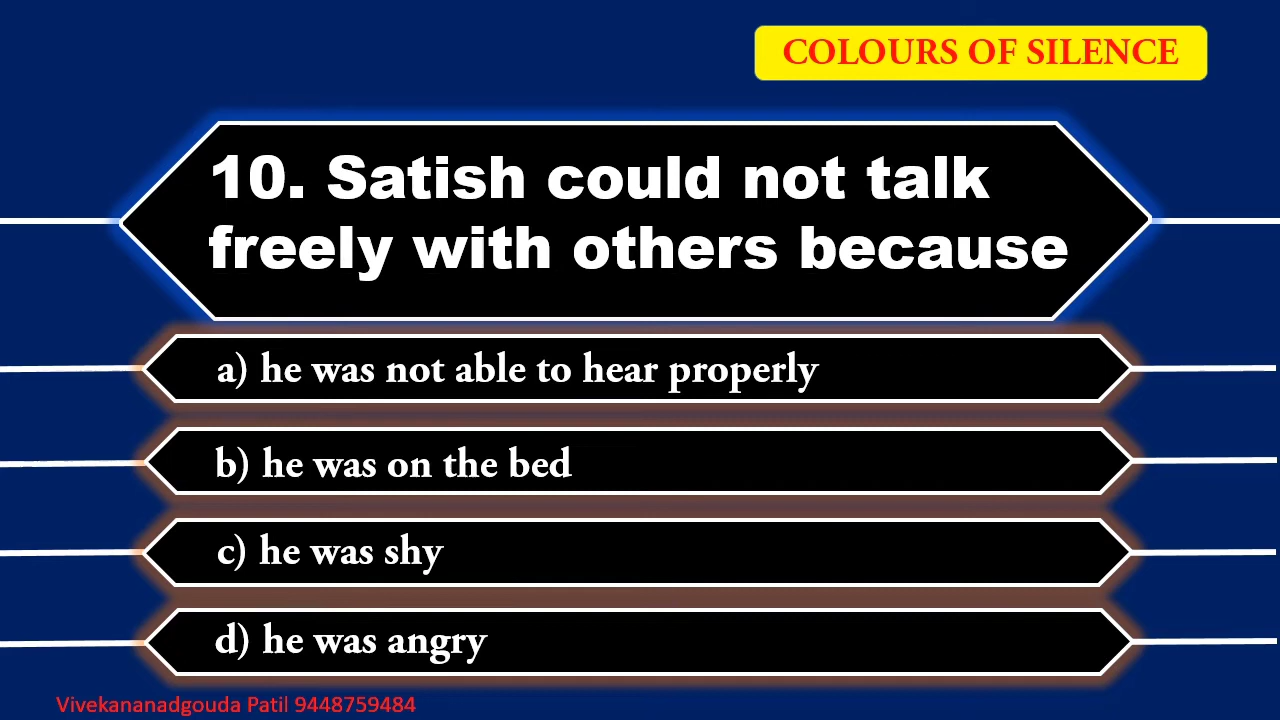 COLOURS OF SILENCE
10. Satish could not talk
freely with others because
a) he was not able to hear properly
b) he was on the bed
c) he was shy
d) he was angry
Vivekananadgouda Patil 9448759484